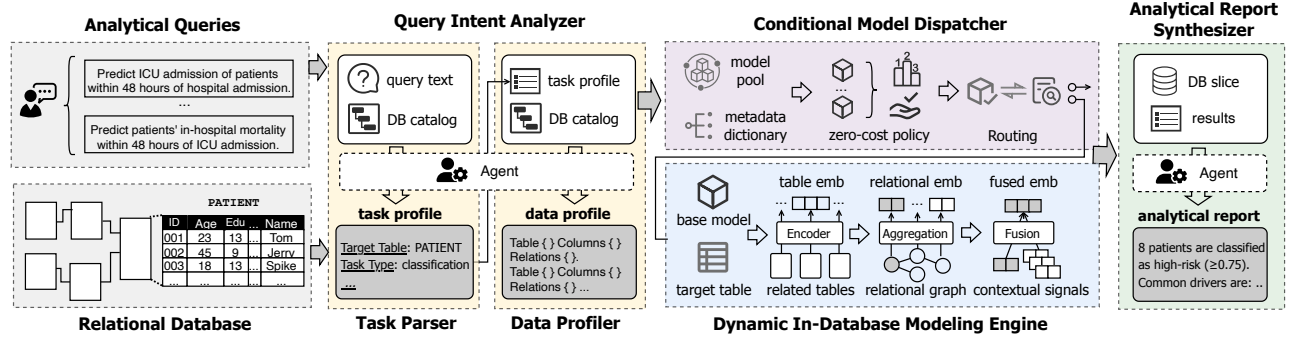 Analytical Queries
Predict ICU admission of patients
within 48 hours of hospital admission.
...
Predict patients' in-hospital mortality
within 48 hours of ICU admission.
PATIENT
ID Age Edu ... Name
001 23 13 ... Tom
002 45 9 ... Jerry
003 18 13 ... Spike
... ... ... ... ...
Relational Database
Query Intent Analyzer
query text
DB catalog
task profile
DB catalog
Agent
task profile
Target Table: PATIENT
Task Type: classification
...
data profile
Table { } Columns { }
Relations { }.
Table { } Columns { }
Relations { } ...
Task Parser
Data Profiler
Conditional Model Dispatcher
model
pool
metadata
dictionary
...
1 2 3
zero-cost policy
Routing
base model
target table
table emb
... ...
Encoder
related tables
relational emb
...
Aggregation
relational graph
fused emb
Fusion
contextual signals
Dynamic In-Database Modeling Engine
Analytical Report
Synthesizer
DB slice
results
Agent
analytical report
8 patients are classified
as high-risk (≥0.75).
Common drivers are: ..